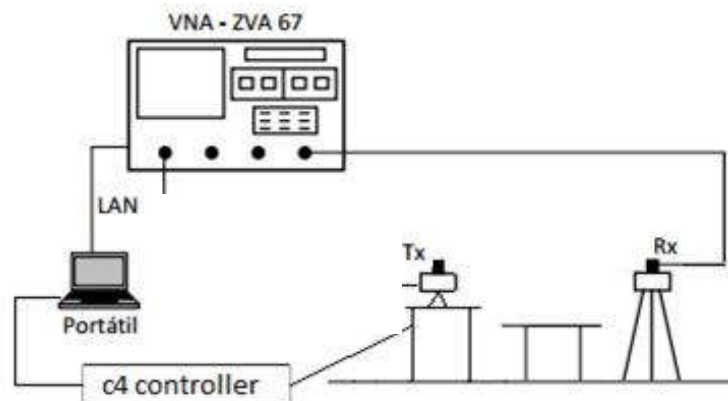 VNA - ZVA 67
LAN
Tx
Rx
Portátil
c4 controller